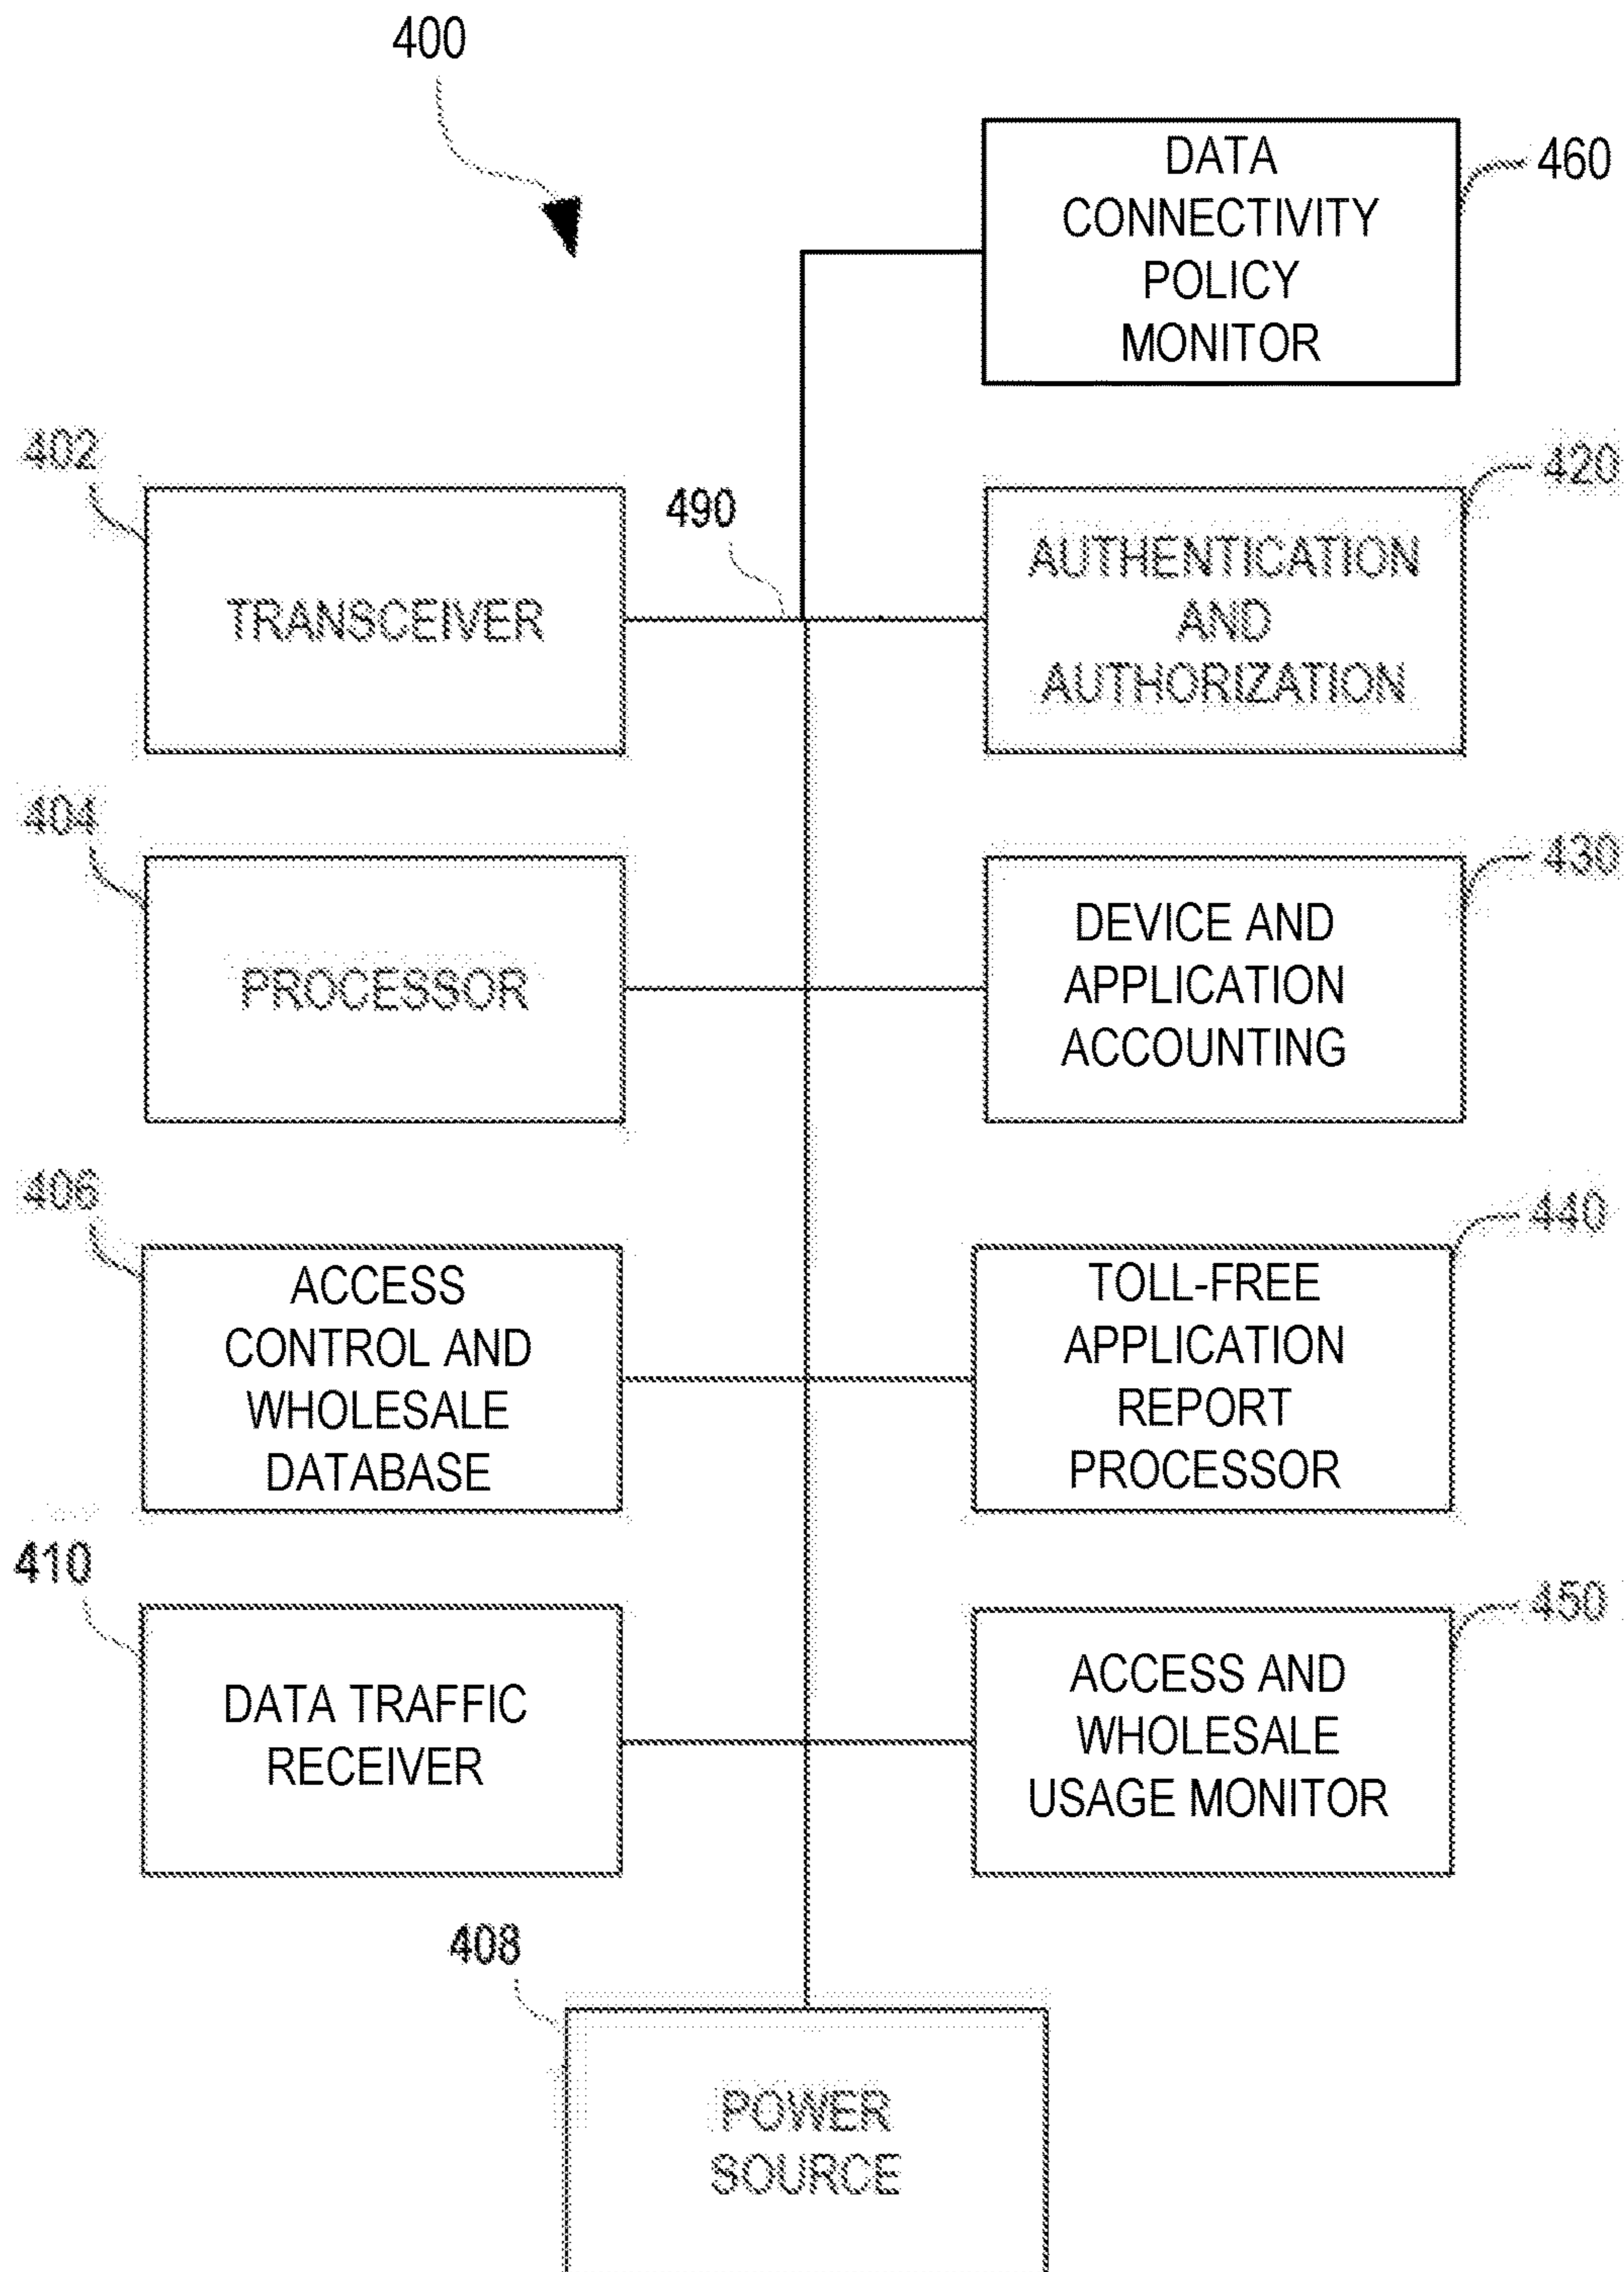 400
DATA
CONNECTIVITY
POLICY
MONITOR
460
402
TRANSCEIVER
490
AUTHENTICATION
AND
AUTHORIZATION
420
404
PROCESSOR
DEVICE AND
APPLICATION
ACCOUNTING
430
406
ACCESS
CONTROL AND
WHOLESALE
DATABASE
TOLL-FREE
APPLICATION
REPORT
PROCESSOR
440
410
DATA TRAFFIC
RECEIVER
ACCESS AND
WHOLESALE
USAGE MONITOR
450
408
POWER
SOURCE